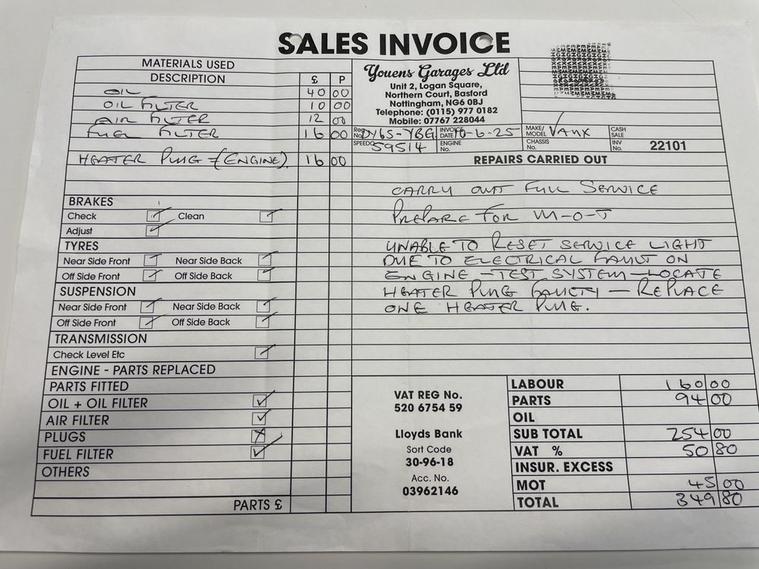 SALES INVOICE
MATERIALS USED
DESCRIPTION £ P
OIL 40 00
OIL FILTER 10 00
AIR FILTER 12 00
FUEL FILTER 16 00
HEATER PLUG - (ENGINE). 16 00
BRAKES
Check Clean
Adjust
TYRES
Near Side Front Near Side Back
Off Side Front Off Side Back
SUSPENSION
Near Side Front Near Side Back
Off Side Front Off Side Back
TRANSMISSION
Check Level Etc
ENGINE - PARTS REPLACED
PARTS FITTED
OIL + OIL FILTER
AIR FILTER
PLUGS
FUEL FILTER
OTHERS
PARTS £
Youens Garages Ltd
Unit 2, Logan Square,
Northern Court, Basford
Nottingham, NG6 0BJ
Telephone: (0115) 977 0182
Mobile: 07767 228044
Reg No. DY65-YBG INVOICE DATE 10-6-25 MAKE/MODEL CASH SALE
SPEEDO 59514 ENGINE No. CHASSIS No. INV No. 22101
REPAIRS CARRIED OUT
CARRY OUT FULL SERVICE
PREPARE FOR M-O-T
UNABLE TO RESET SERVICE LIGHT
DUE TO ELECTRICAL FAULT ON
ENGINE - TEST SYSTEM - LOCATE
HEATER PLUG FAULTY - REPLACE
ONE HEATER PLUG.
VAT REG No.
520 6754 59
Lloyds Bank
Sort Code
30-96-18
Acc. No.
03962146
LABOUR 160 00
PARTS 94 00
OIL
SUB TOTAL 254 00
VAT % 50 80
INSUR. EXCESS
MOT 45 00
TOTAL 349 80